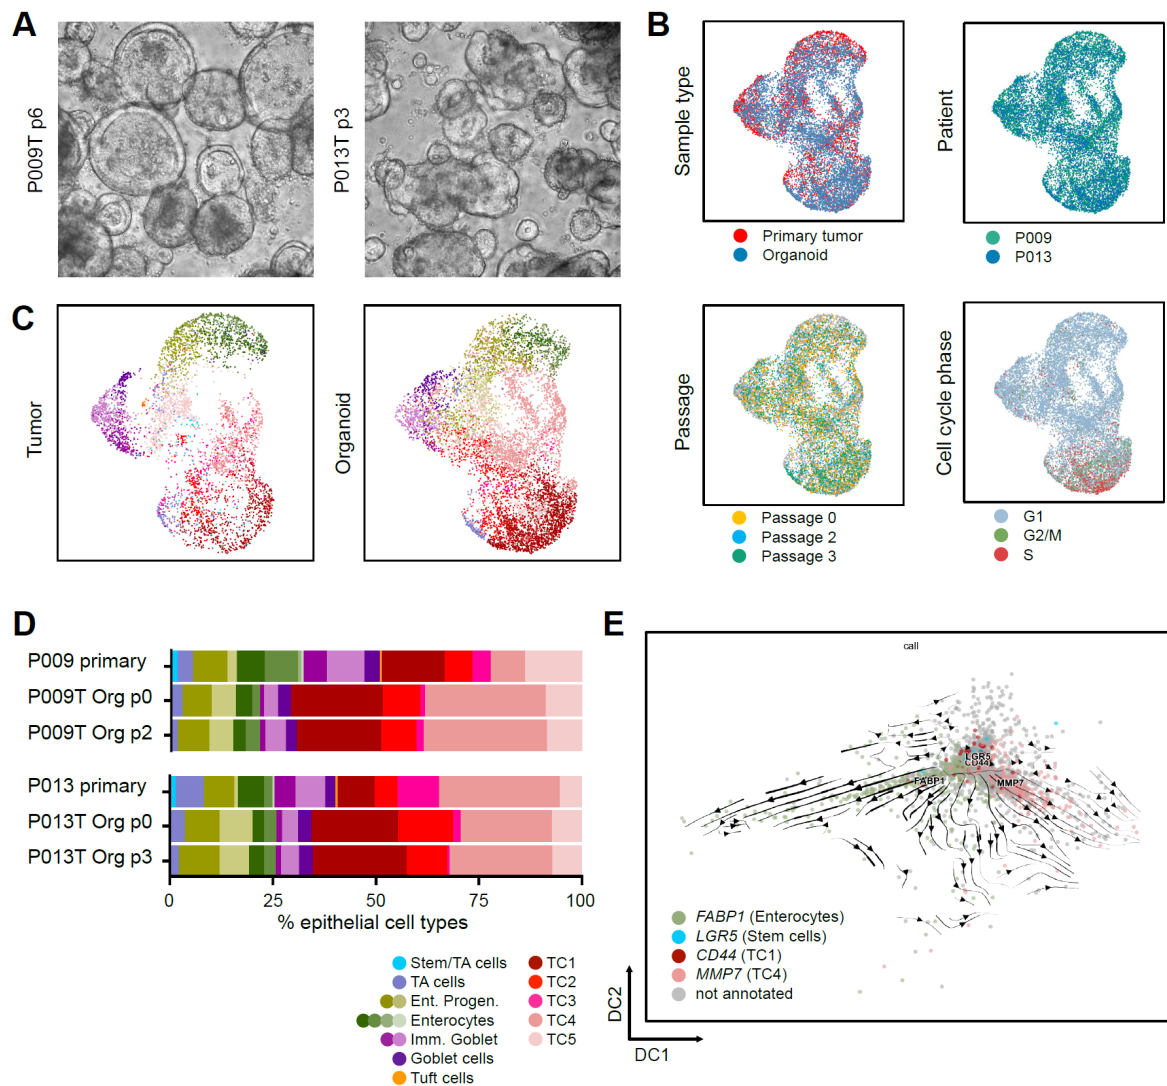 A
P009T p6
P013T p3
B
Sample type
Primary tumor
Organoid
Patient
P009
P013
C
Tumor
Organoid
Passage
Passage 0
Passage 2
Passage 3
Cell cycle phase
G1
G2/M
S
D
P009 primary
P009T Org p0
P009T Org p2
P013 primary
P013T Org p0
P013T Org p3
0 25 50 75 100
% epithelial cell types
Stem/TA cells
TA cells
Ent. Progen.
Enterocytes
Imm. Goblet
Goblet cells
Tuft cells
TC1
TC2
TC3
TC4
TC5
E
call
LGR5
CD44
FABP1
MMP7
FABP1 (Enterocytes)
LGR5 (Stem cells)
CD44 (TC1)
MMP7 (TC4)
not annotated
DC2
DC1